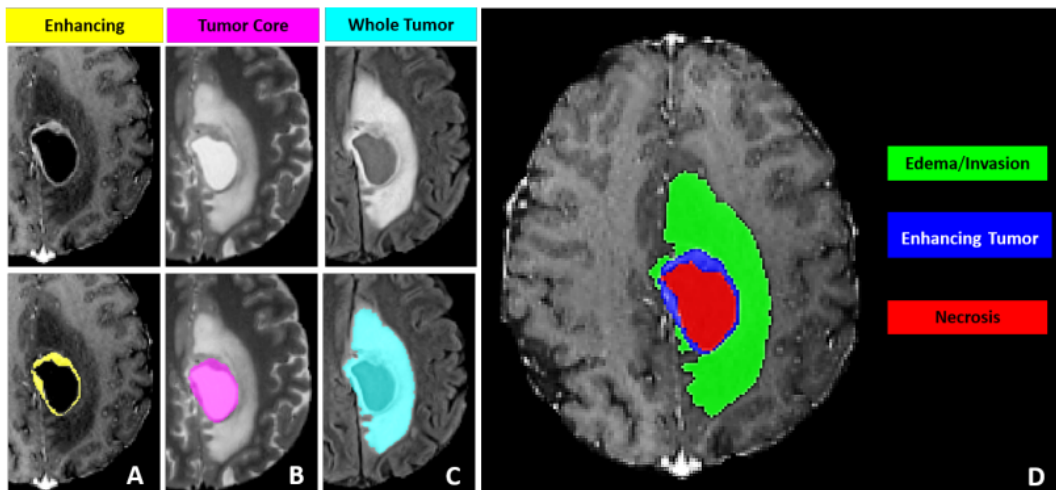 Enhancing
Tumor Core
Whole Tumor
A
B
C
Edema/Invasion
Enhancing Tumor
Necrosis
D